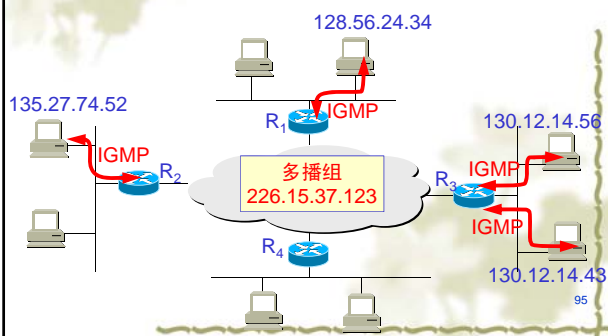 128.56.24.34
135.27.74.52
IGMP
R1
130.12.14.56
IGMP
R2
多播组
226.15.37.123
R3
IGMP
IGMP
R4
130.12.14.43
95